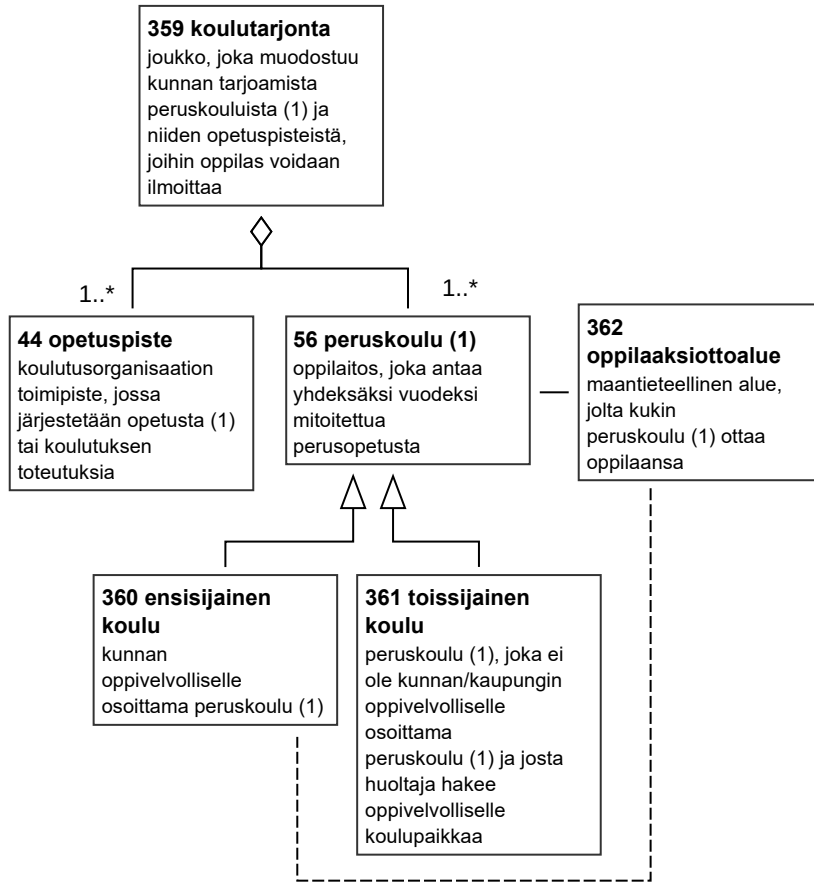 359 koulutarjonta
joukko, joka muodostuu
kunnan tarjoamista
peruskouluista (1) ja
niiden opetuspisteistä,
joihin oppilas voidaan
ilmoittaa
1..*
1..*
44 opetuspiste
koulutusorganisaation
toimipiste, jossa
järjestetään opetusta (1)
tai koulutuksen
toteutuksia
56 peruskoulu (1)
oppilaitos, joka antaa
yhdeksäksi vuodeksi
mitoitettua
perusopetusta
362
oppilaaksiottoalue
maantieteellinen alue,
jolta kukin
peruskoulu (1) ottaa
oppilaansa
360 ensisijainen
koulu
kunnan
oppivelvolliselle
osoittama peruskoulu (1)
361 toissijainen
koulu
peruskoulu (1), joka ei
ole kunnan/kaupungin
oppivelvolliselle
osoittama
peruskoulu (1) ja josta
huoltaja hakee
oppivelvolliselle
koulupaikkaa